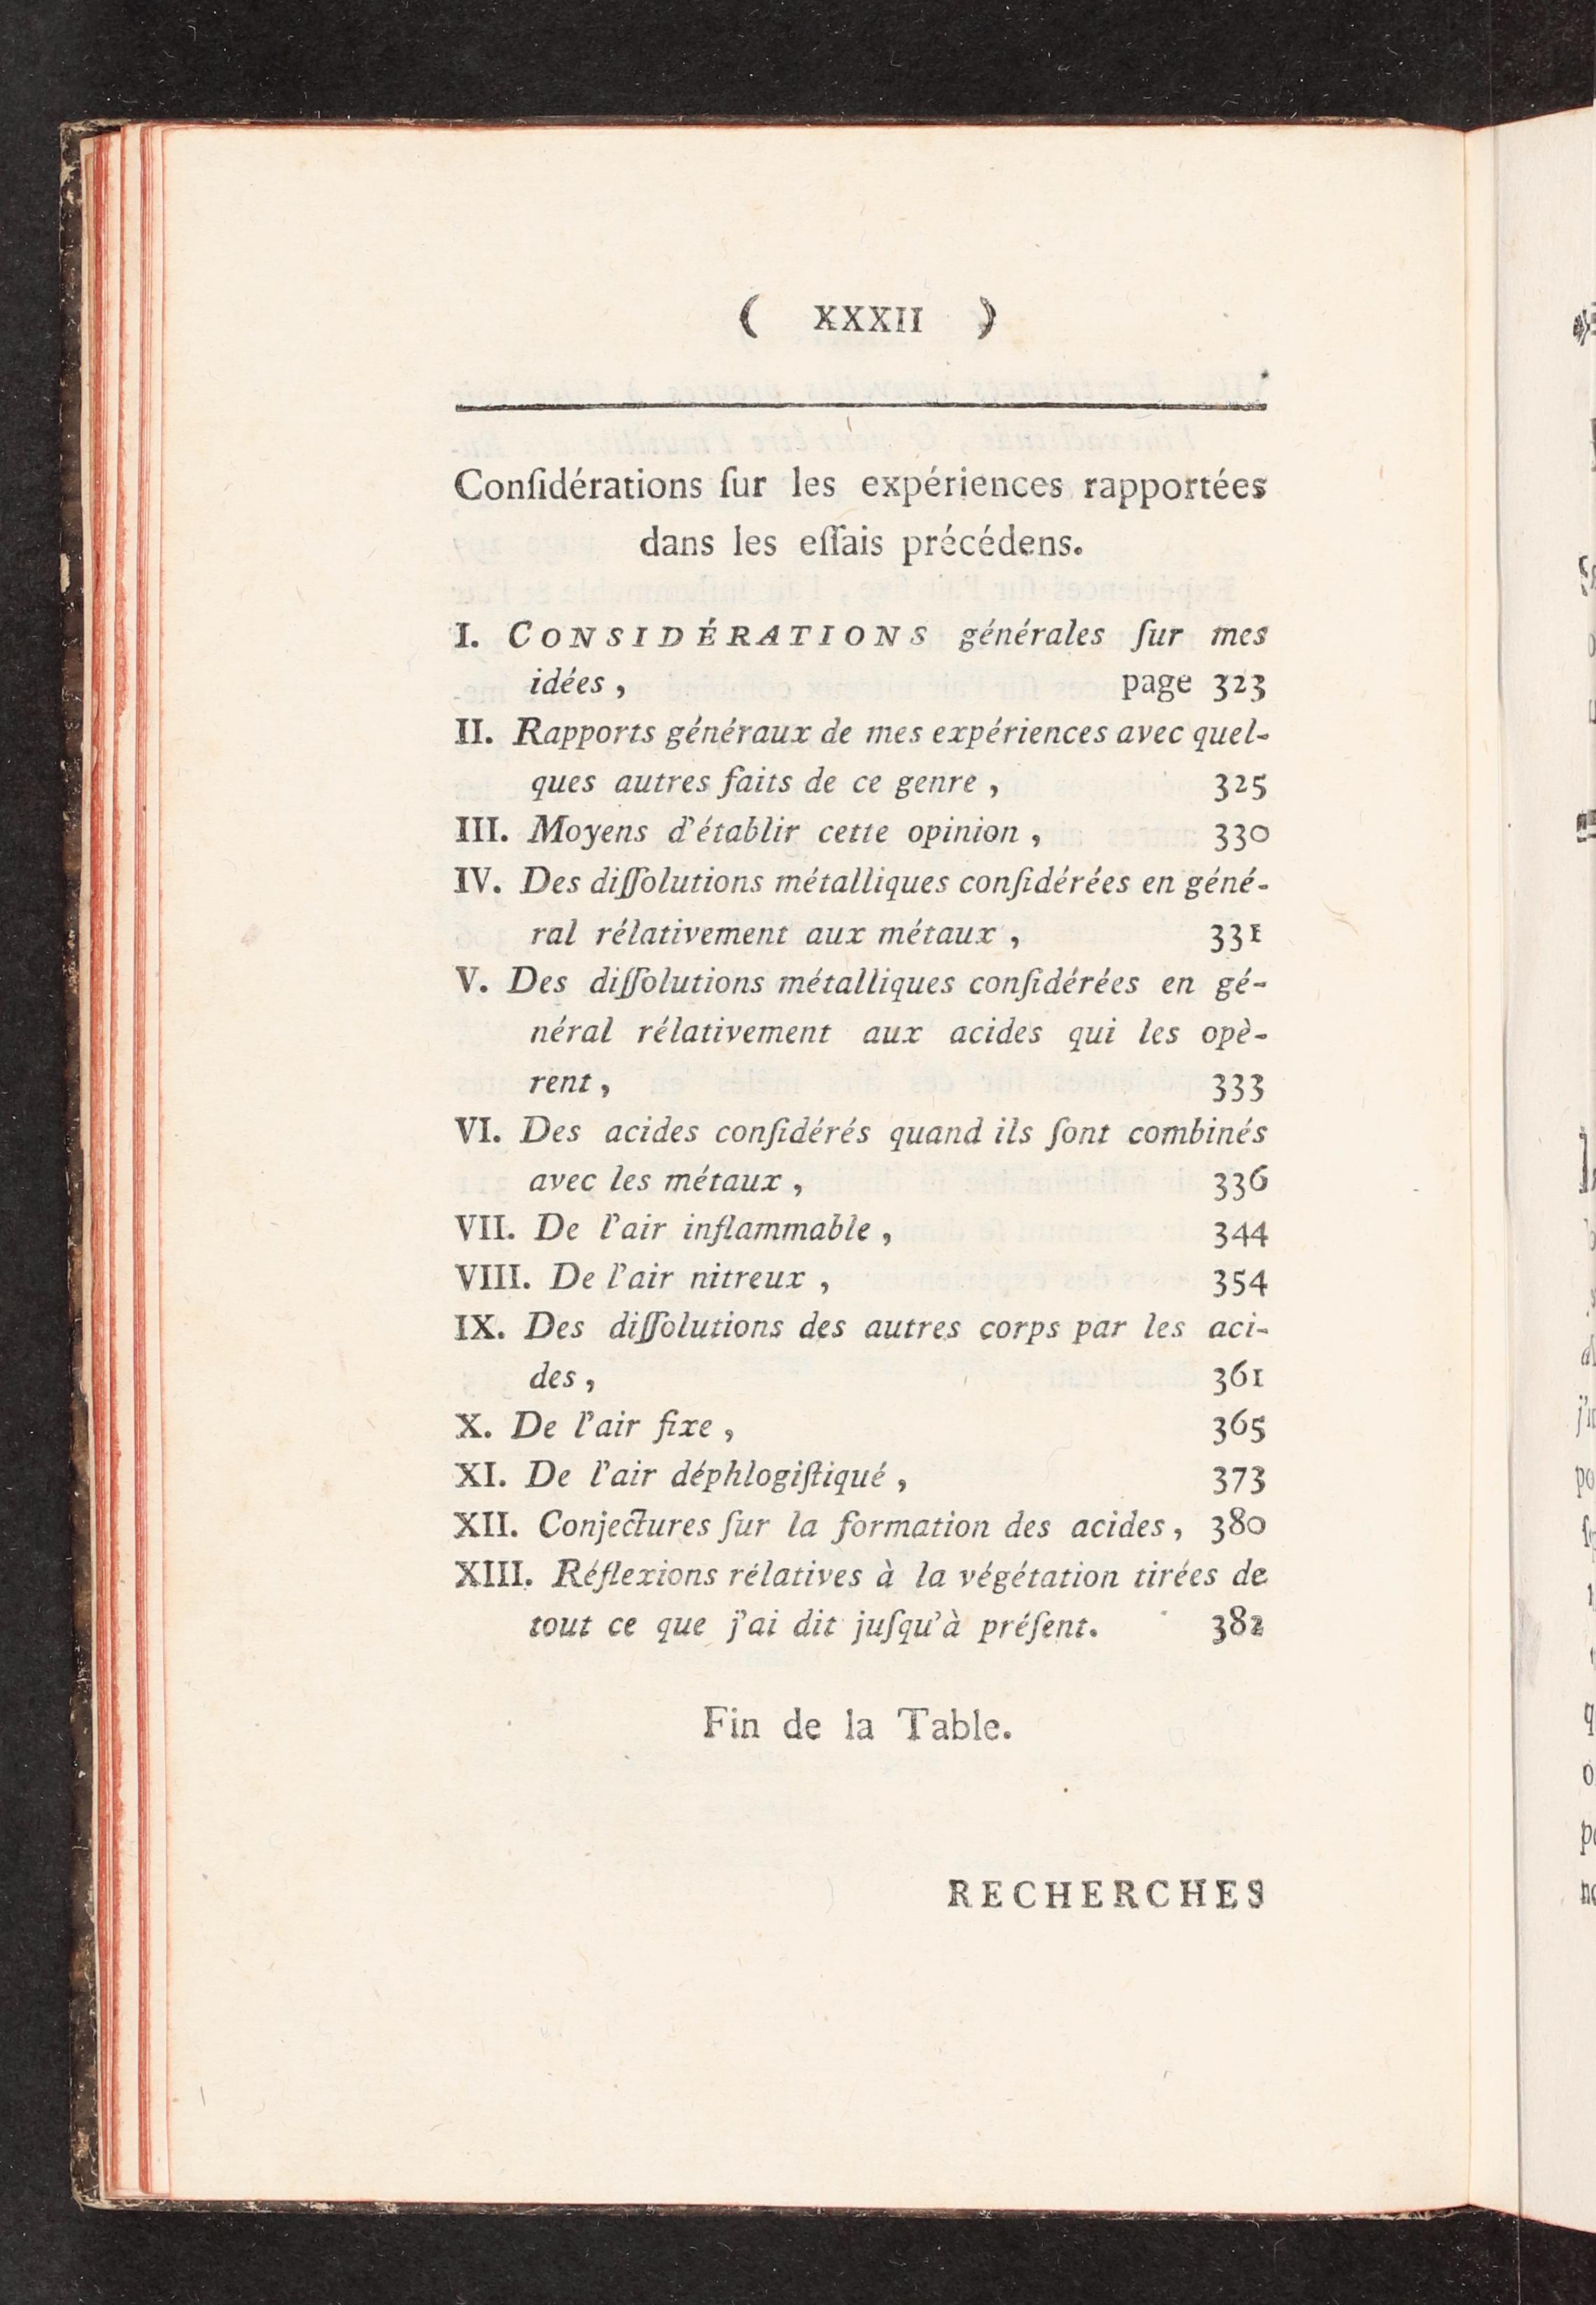 ( XXXII )
Conſidérations ſur les expériences rapportées
dans les eſſais précédens.
I. CONSIDÉRATIONS générales ſur mes
idées, page 323
II. Rapports généraux de mes expériences avec quel-
ques autres faits de ce genre, 325
III. Moyens d'établir cette opinion, 330
IV. Des diſſolutions métalliques conſidérées en géné-
ral rélativement aux métaux, 331
V. Des diſſolutions métalliques conſidérées en gé-
néral rélativement aux acides qui les opè-
rent, 333
VI. Des acides conſidérés quand ils ſont combinés
avec les métaux, 336
VII. De l'air inflammable, 344
VIII. De l'air nitreux, 354
IX. Des diſſolutions des autres corps par les aci-
des, 361
X. De l'air fixe, 365
XI. De l'air déphlogiſtiqué, 373
XII. Conjectures ſur la formation des acides, 380
XIII. Réflexions rélatives à la végétation tirées de
tout ce que j'ai dit juſqu'à préſent. 382
Fin de la Table.
RECHERCHES